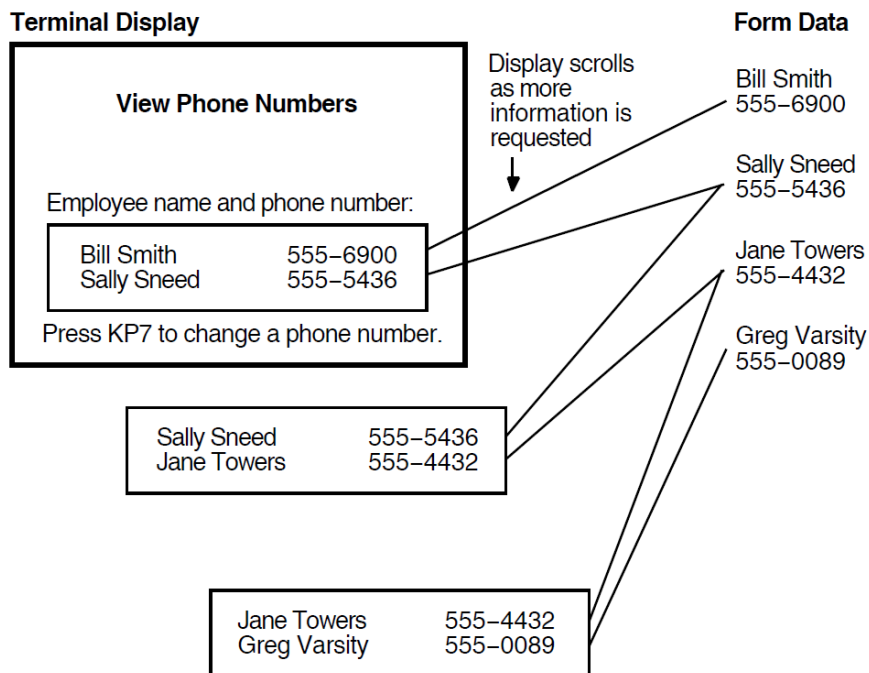 Terminal Display
View Phone Numbers
Employee name and phone number:
Bill Smith 555–6900
Sally Sneed 555–5436
Press KP7 to change a phone number.
Display scrolls
as more
information is
requested
Form Data
Bill Smith
555–6900
Sally Sneed
555–5436
Jane Towers
555–4432
Greg Varsity
555–0089
Sally Sneed 555–5436
Jane Towers 555–4432
Jane Towers 555–4432
Greg Varsity 555–0089